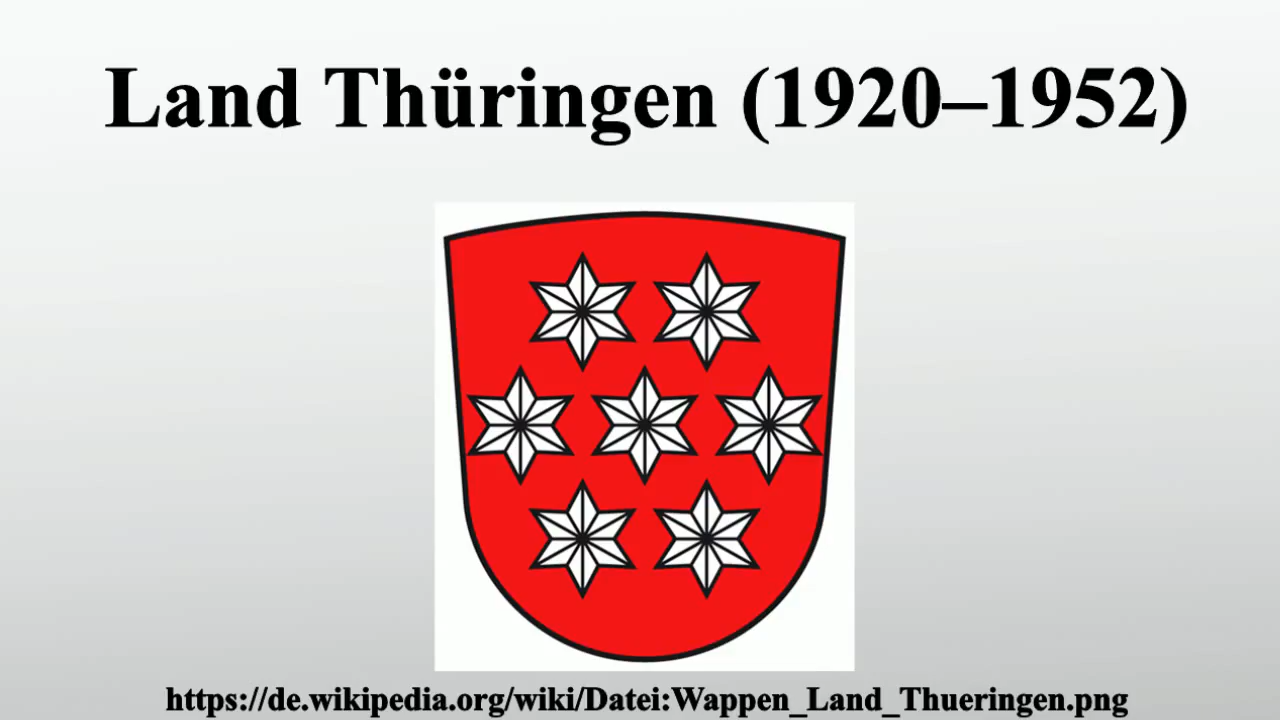 Land Thüringen (1920–1952)
https://de.wikipedia.org/wiki/Datei:Wappen_Land_Thueringen.png